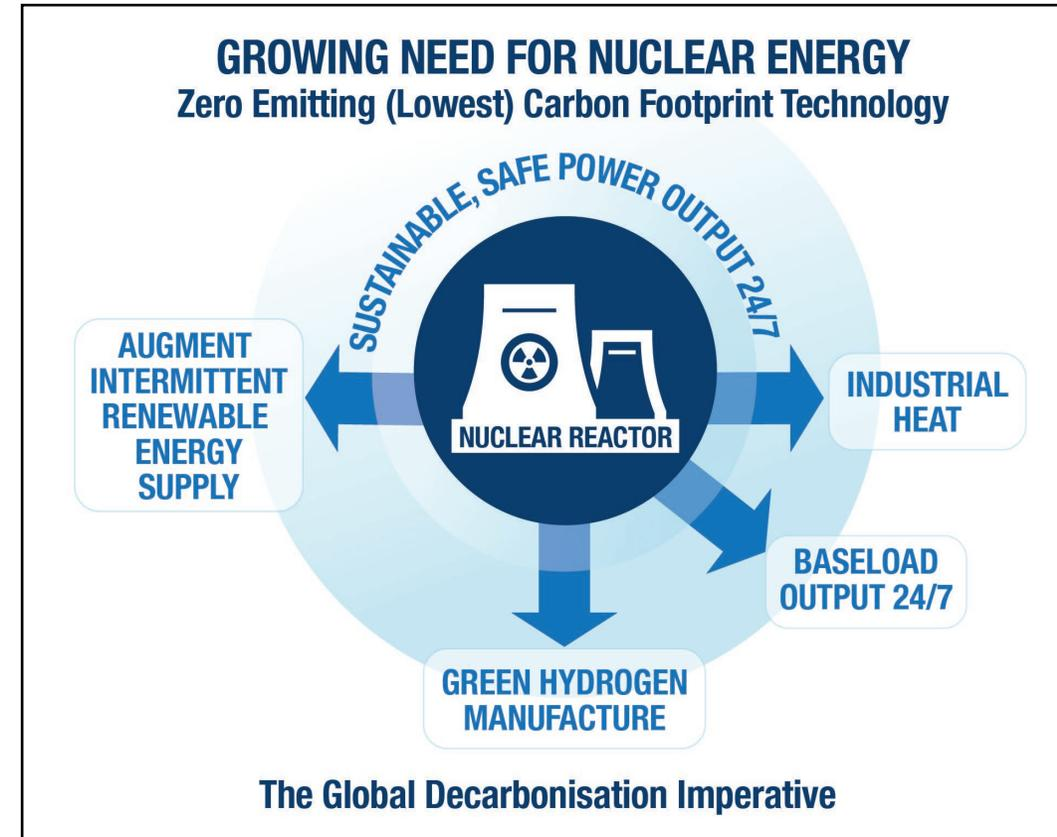 GROWING NEED FOR NUCLEAR ENERGY
Zero Emitting (Lowest) Carbon Footprint Technology
SUSTAINABLE, SAFE POWER OUTPUT 24/7
NUCLEAR REACTOR
AUGMENT
INTERMITTENT
RENEWABLE
ENERGY
SUPPLY
INDUSTRIAL
HEAT
BASELOAD
OUTPUT 24/7
GREEN HYDROGEN
MANUFACTURE
The Global Decarbonisation Imperative